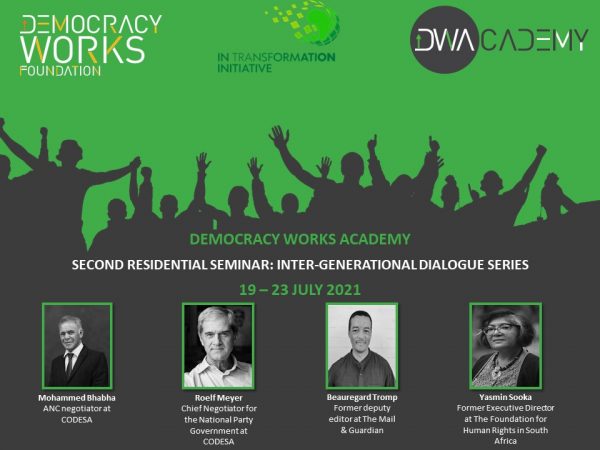 DEMOCRACY
WORKS
FOUNDATION
IN TRANSFORMATION
INITIATIVE
DWACADEMY
DEMOCRACY WORKS ACADEMY
SECOND RESIDENTIAL SEMINAR: INTER-GENERATIONAL DIALOGUE SERIES
19 – 23 JULY 2021
Mohammed Bhabha
ANC negotiator at
CODESA
Roelf Meyer
Chief Negotiator for
the National Party
Government at
CODESA
Beauregard Tromp
Former deputy
editor at The Mail
& Guardian
Yasmin Sooka
Former Executive Director
at The Foundation for
Human Rights in South
Africa